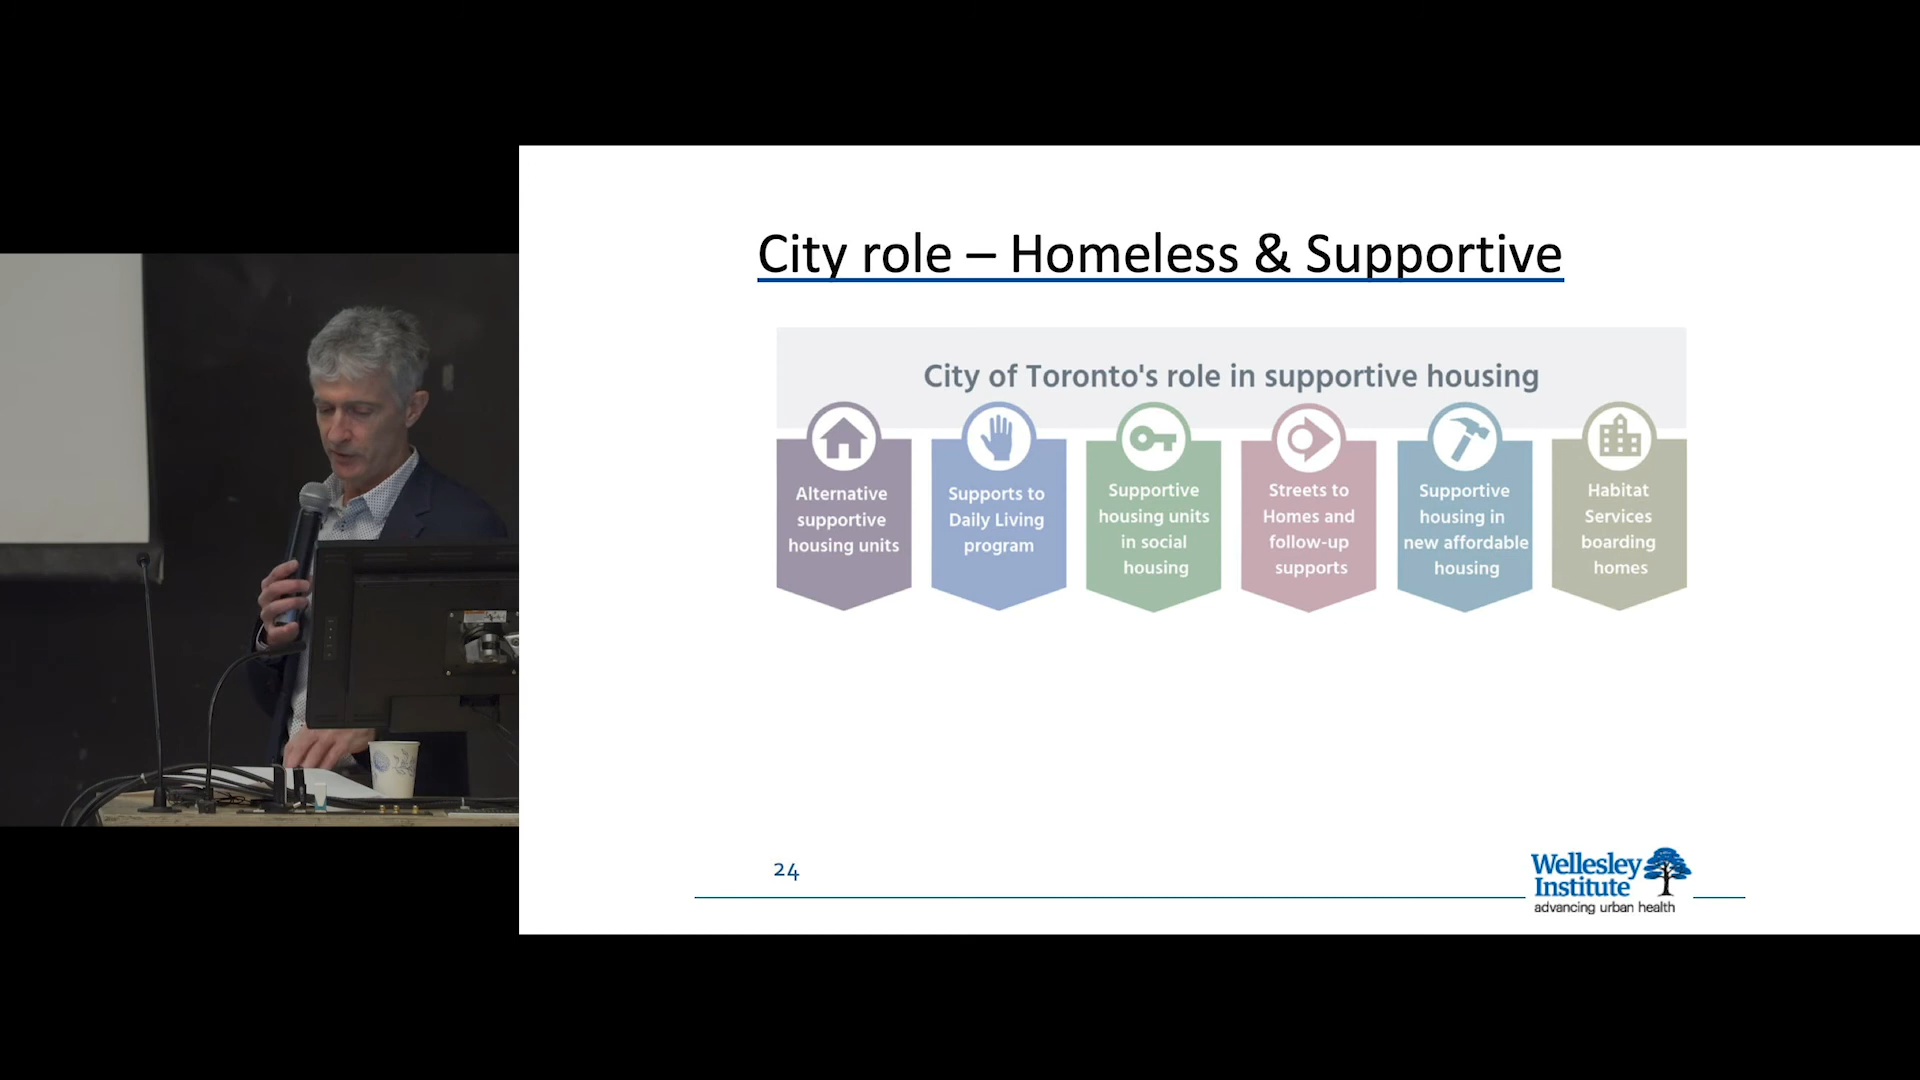 City role – Homeless & Supportive
City of Toronto's role in supportive housing
Alternative
supportive
housing units
Supports to
Daily Living
program
Supportive
housing units
in social
housing
Streets to
Homes and
follow-up
supports
Supportive
housing in
new affordable
housing
Habitat
Services
boarding
homes
24
Wellesley
Institute
advancing urban health